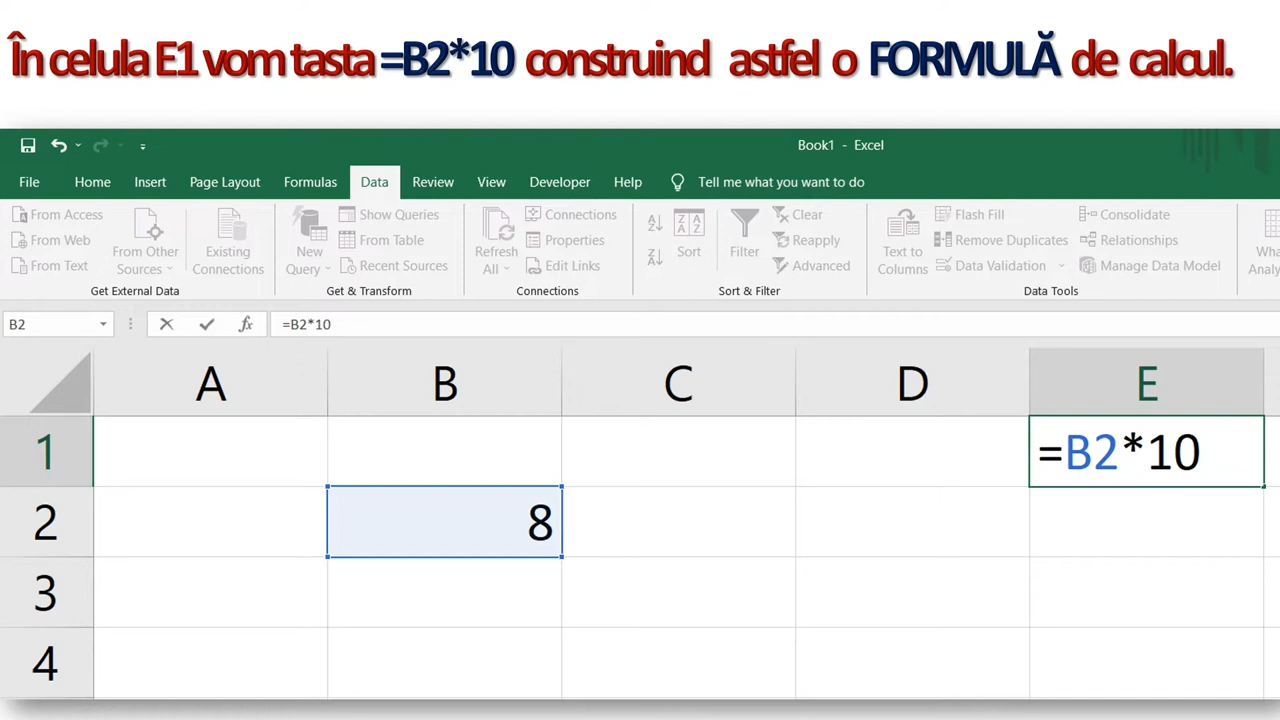 În celula E1 vom tasta =B2*10 construind astfel o FORMULĂ de calcul.
Book1 - Excel
File Home Insert Page Layout Formulas Data Review View Developer Help Tell me what you want to do
From Access
From Web
From Text
From Other
Sources
Existing
Connections
Get External Data
New
Query
Show Queries
From Table
Recent Sources
Get & Transform
Refresh
All
Connections
Properties
Edit Links
Connections
Sort
Filter
Clear
Reapply
Advanced
Sort & Filter
Text to
Columns
Flash Fill
Remove Duplicates
Data Validation
Consolidate
Relationships
Manage Data Model
Data Tools
B2 fx =B2*10
A B C D E
1 =B2*10
2 8
3
4